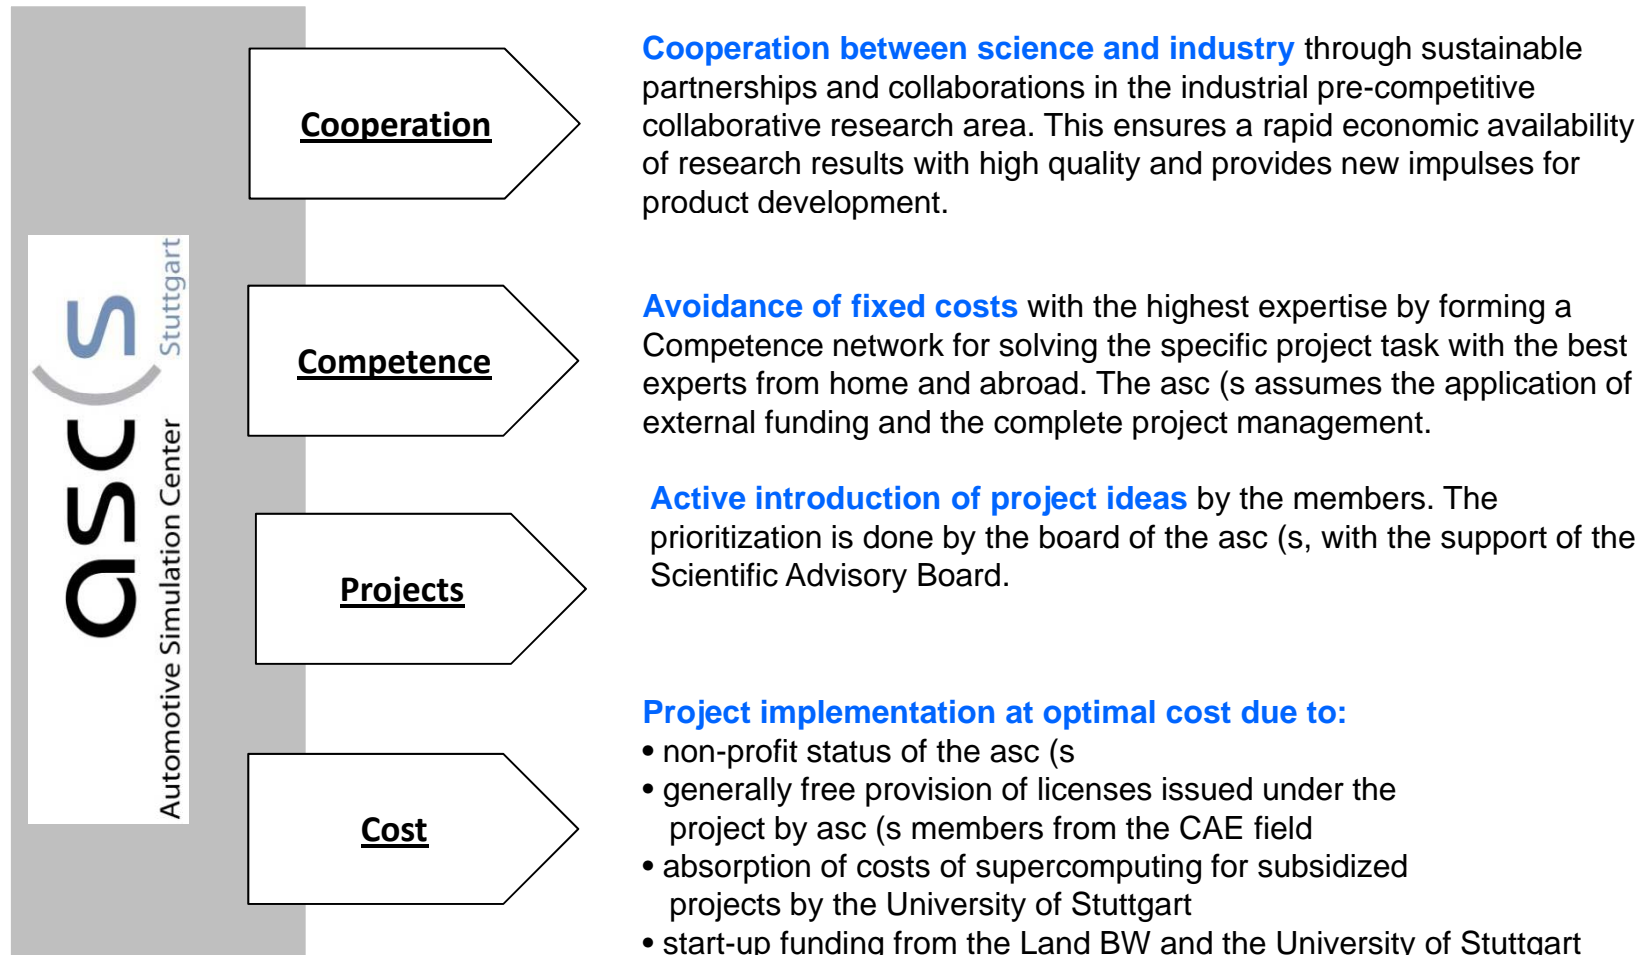 asc(s
Automotive Simulation Center
Stuttgart
Cooperation
Cooperation between science and industry through sustainable
partnerships and collaborations in the industrial pre-competitive
collaborative research area. This ensures a rapid economic availability
of research results with high quality and provides new impulses for
product development.
Competence
Avoidance of fixed costs with the highest expertise by forming a
Competence network for solving the specific project task with the best
experts from home and abroad. The asc (s assumes the application of
external funding and the complete project management.
Projects
Active introduction of project ideas by the members. The
prioritization is done by the board of the asc (s, with the support of the
Scientific Advisory Board.
Cost
Project implementation at optimal cost due to:
• non-profit status of the asc (s
• generally free provision of licenses issued under the
project by asc (s members from the CAE field
• absorption of costs of supercomputing for subsidized
projects by the University of Stuttgart
• start-up funding from the Land BW and the University of Stuttgart